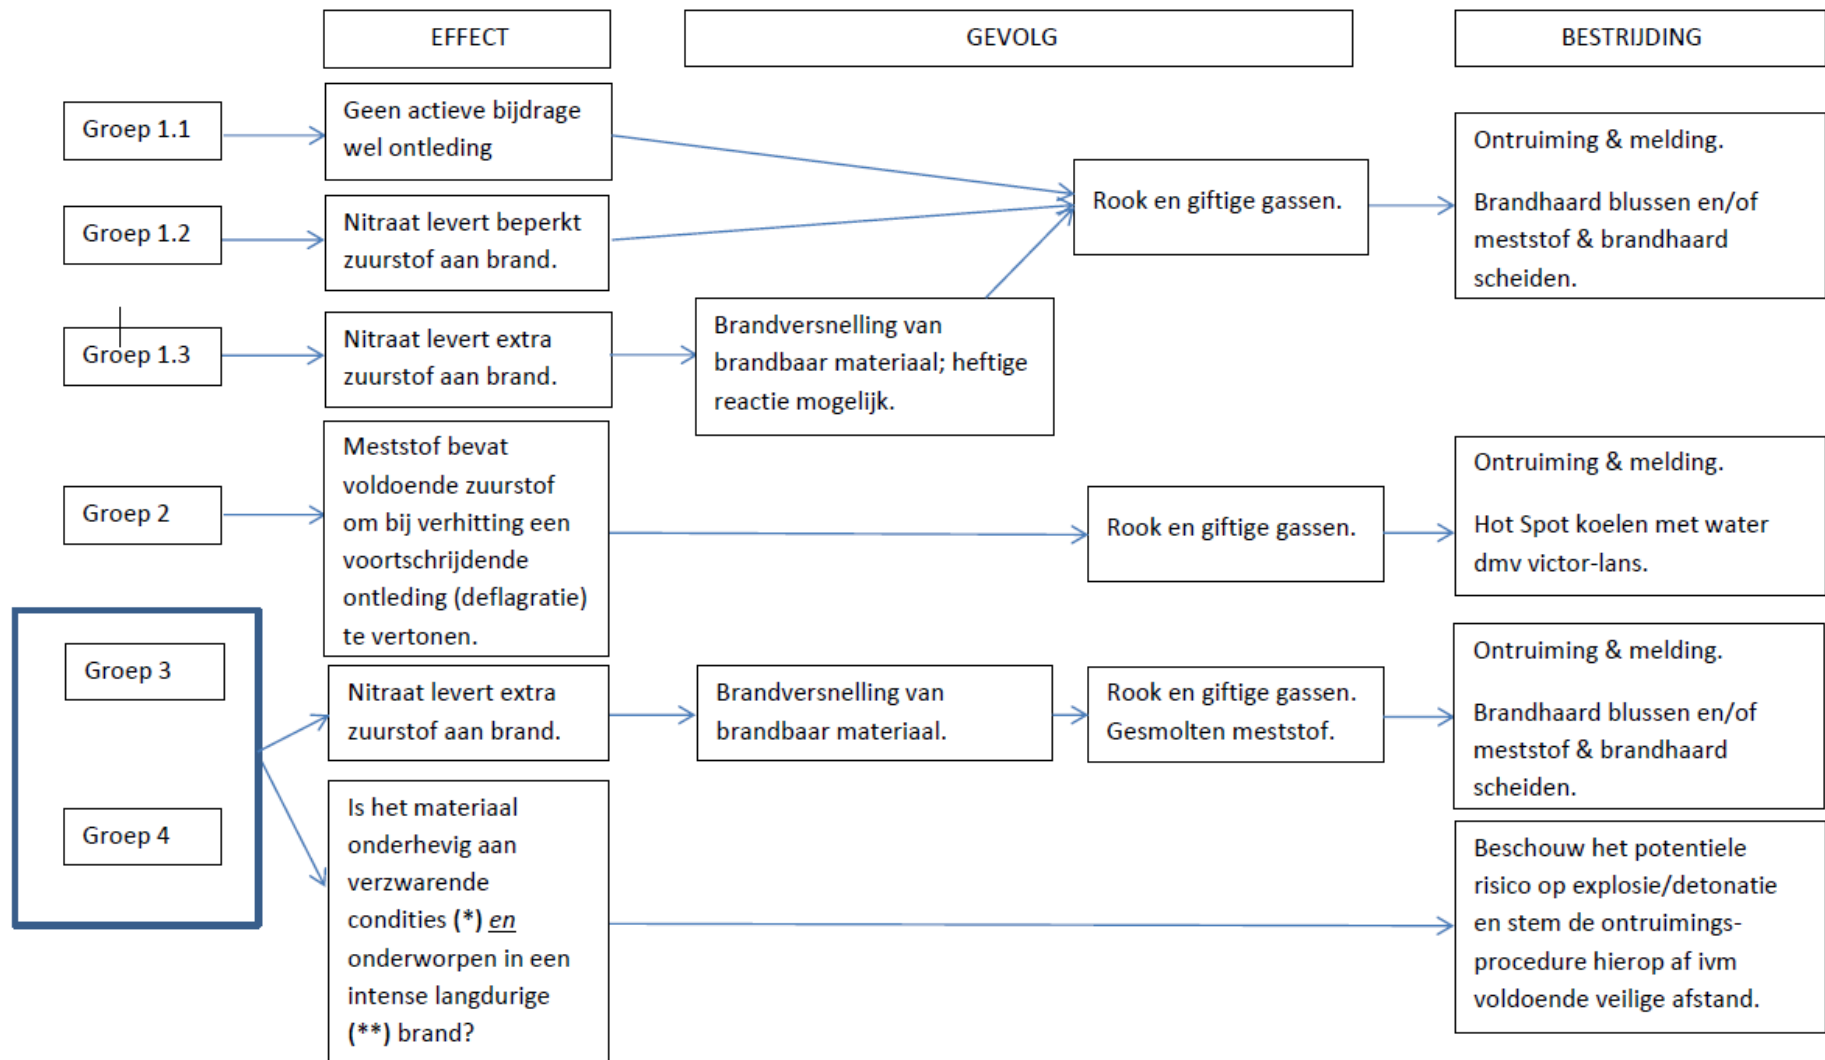 EFFECT
GEVOLG
BESTRIJDING
Groep 1.1
Geen actieve bijdrage
wel ontleding
Groep 1.2
Nitraat levert beperkt
zuurstof aan brand.
Rook en giftige gassen.
Ontruiming & melding.
Brandhaard blussen en/of
meststof & brandhaard
scheiden.
Groep 1.3
Nitraat levert extra
zuurstof aan brand.
Brandversnelling van
brandbaar materiaal; heftige
reactie mogelijk.
Groep 2
Meststof bevat
voldoende zuurstof
om bij verhitting een
voortschrijdende
ontleding (deflagratie)
te vertonen.
Rook en giftige gassen.
Ontruiming & melding.
Hot Spot koelen met water
dmv victor-lans.
Groep 3
Groep 4
Nitraat levert extra
zuurstof aan brand.
Brandversnelling van
brandbaar materiaal.
Rook en giftige gassen.
Gesmolten meststof.
Ontruiming & melding.
Brandhaard blussen en/of
meststof & brandhaard
scheiden.
Is het materiaal
onderhevig aan
verzwarende
condities (*) en
onderworpen in een
intense langdurige
(**) brand?
Beschouw het potentiele
risico op explosie/detonatie
en stem de ontruimings-
procedure hierop af ivm
voldoende veilige afstand.